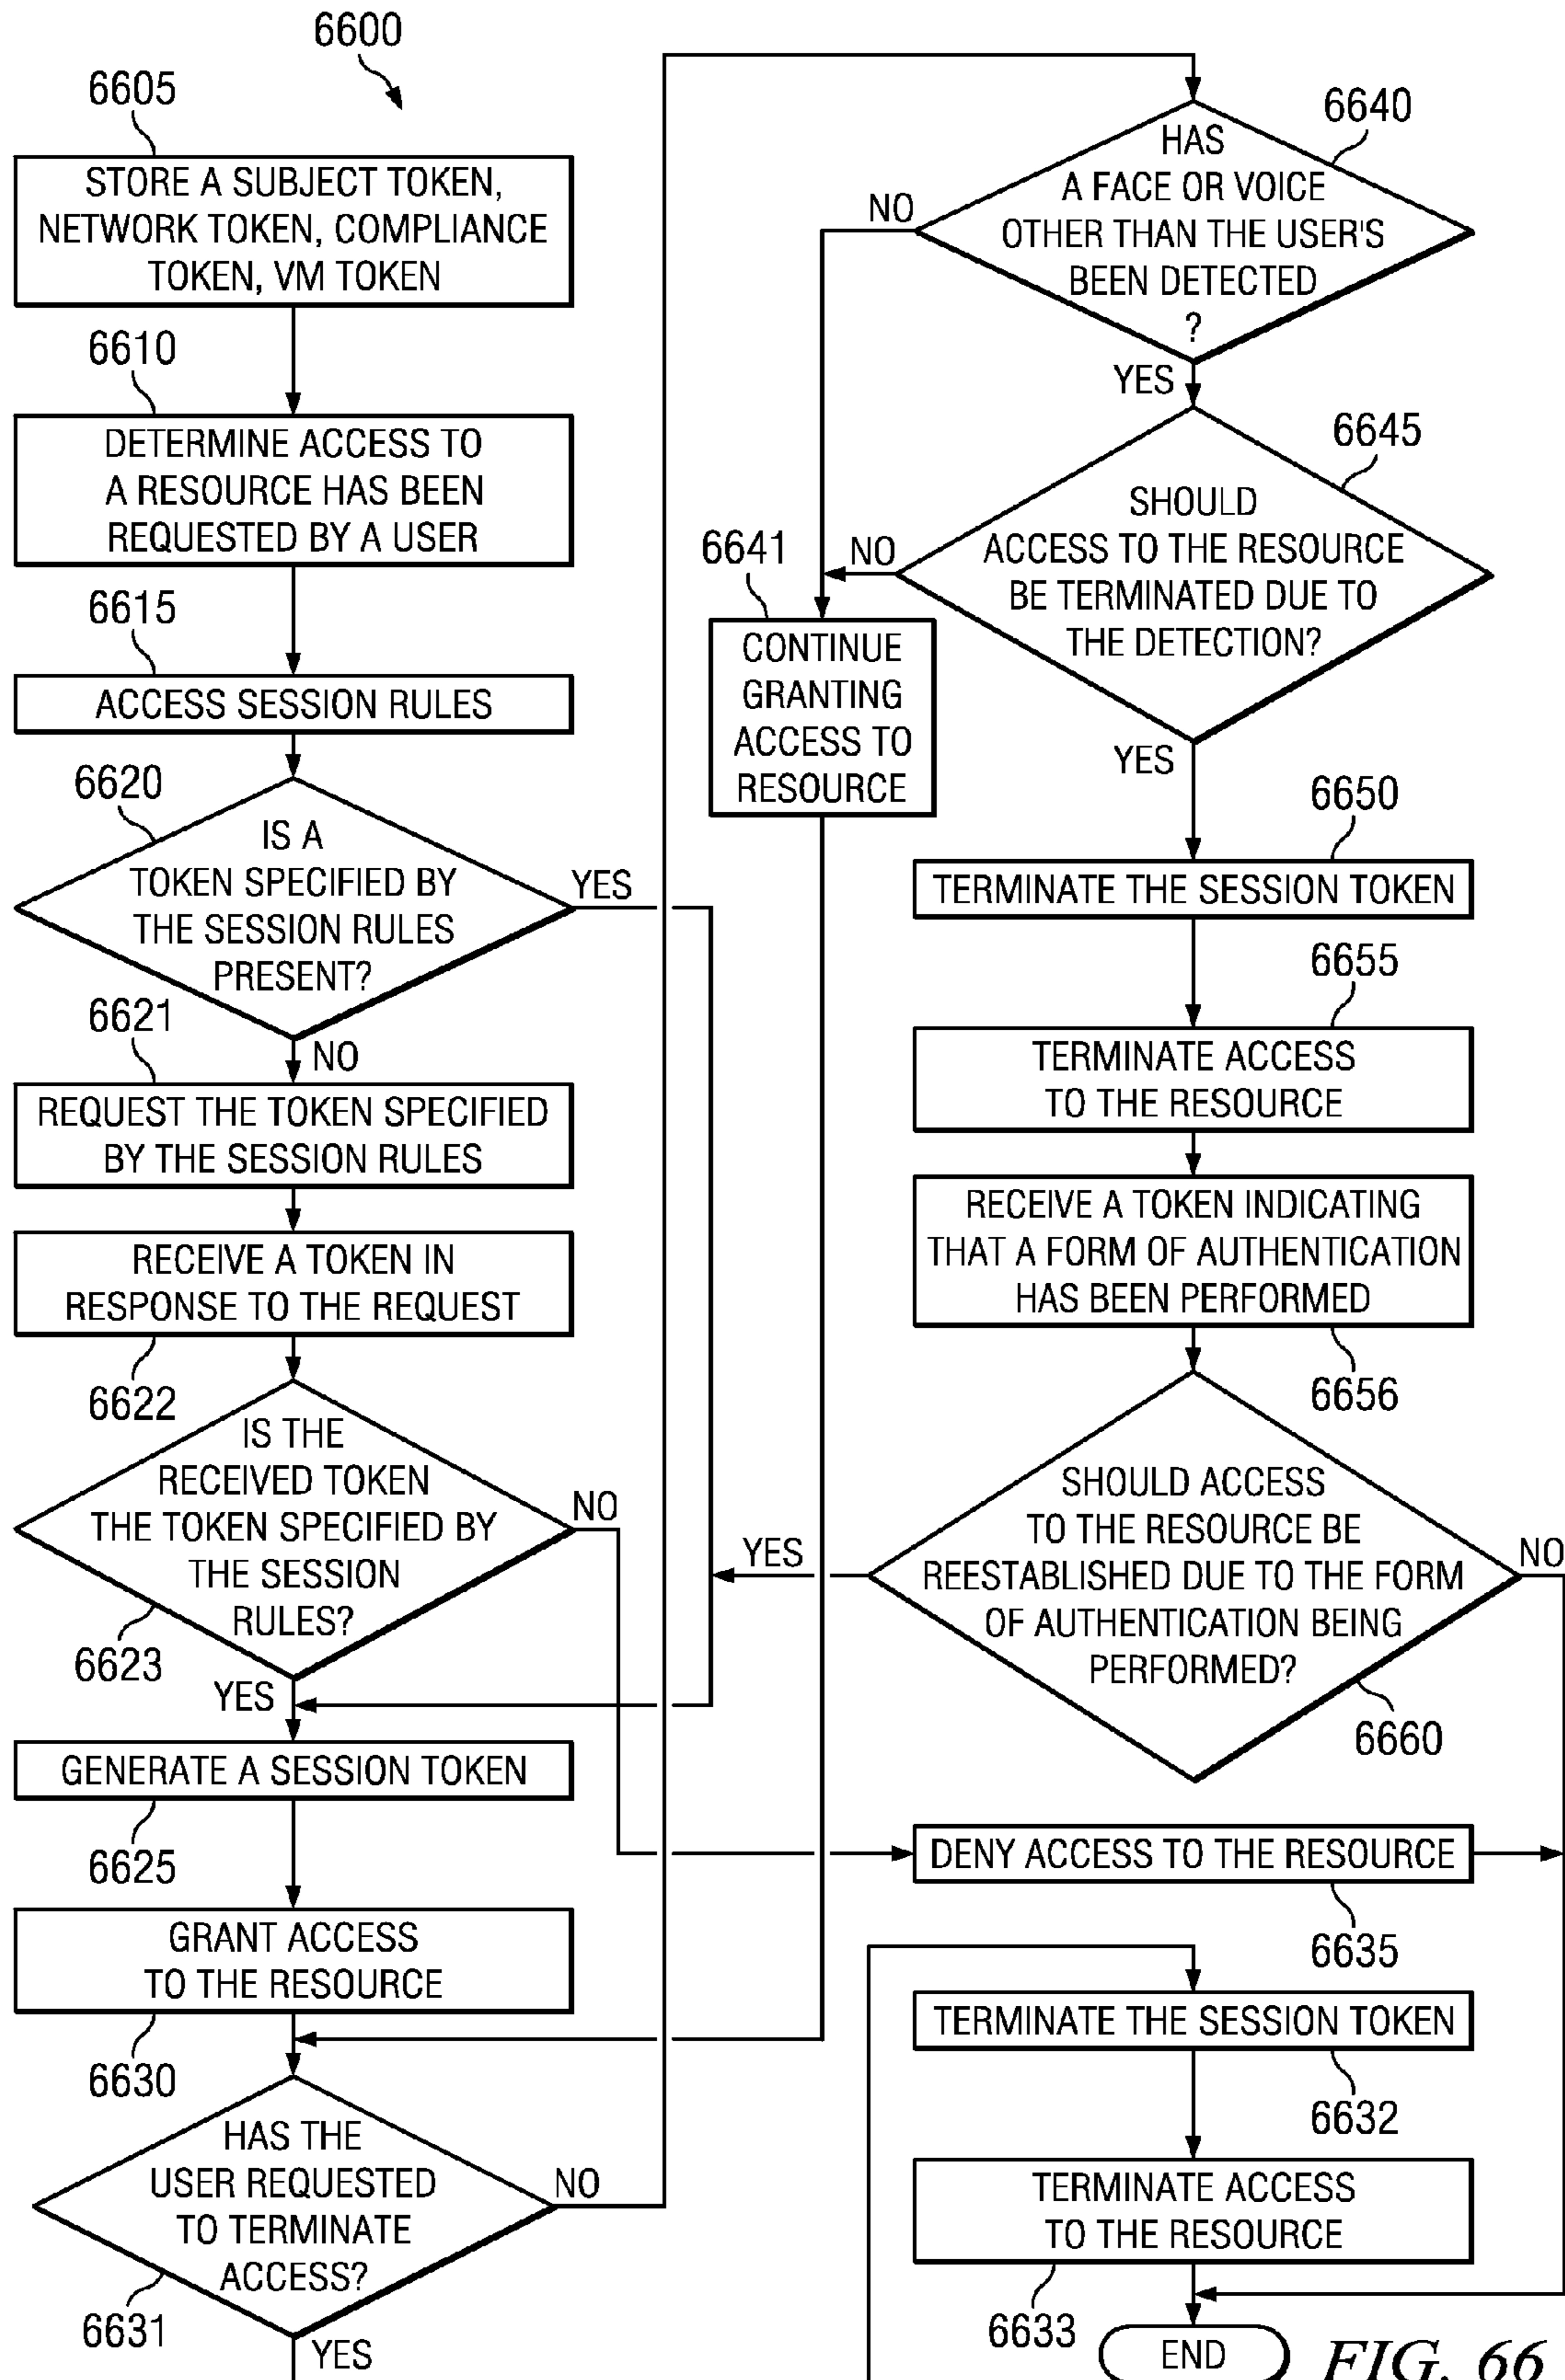 6600
6605
STORE A SUBJECT TOKEN,
NETWORK TOKEN, COMPLIANCE
TOKEN, VM TOKEN
6610
DETERMINE ACCESS TO
A RESOURCE HAS BEEN
REQUESTED BY A USER
6615
ACCESS SESSION RULES
6620
IS A
TOKEN SPECIFIED BY
THE SESSION RULES
PRESENT?
YES
NO
6621
REQUEST THE TOKEN SPECIFIED
BY THE SESSION RULES
RECEIVE A TOKEN IN
RESPONSE TO THE REQUEST
6622
IS THE
RECEIVED TOKEN
THE TOKEN SPECIFIED BY
THE SESSION
RULES?
NO
6623
YES
GENERATE A SESSION TOKEN
6625
GRANT ACCESS
TO THE RESOURCE
6630
HAS THE
USER REQUESTED
TO TERMINATE
ACCESS?
NO
6631
YES
6640
HAS
A FACE OR VOICE
OTHER THAN THE USER'S
BEEN DETECTED
?
NO
YES
6645
SHOULD
ACCESS TO THE RESOURCE
BE TERMINATED DUE TO
THE DETECTION?
NO
6641
CONTINUE
GRANTING
ACCESS TO
RESOURCE
YES
6650
TERMINATE THE SESSION TOKEN
6655
TERMINATE ACCESS
TO THE RESOURCE
RECEIVE A TOKEN INDICATING
THAT A FORM OF AUTHENTICATION
HAS BEEN PERFORMED
6656
SHOULD ACCESS
TO THE RESOURCE BE
REESTABLISHED DUE TO THE FORM
OF AUTHENTICATION BEING
PERFORMED?
YES
NO
6660
DENY ACCESS TO THE RESOURCE
6635
TERMINATE THE SESSION TOKEN
6632
TERMINATE ACCESS
TO THE RESOURCE
6633
END
FIG. 66